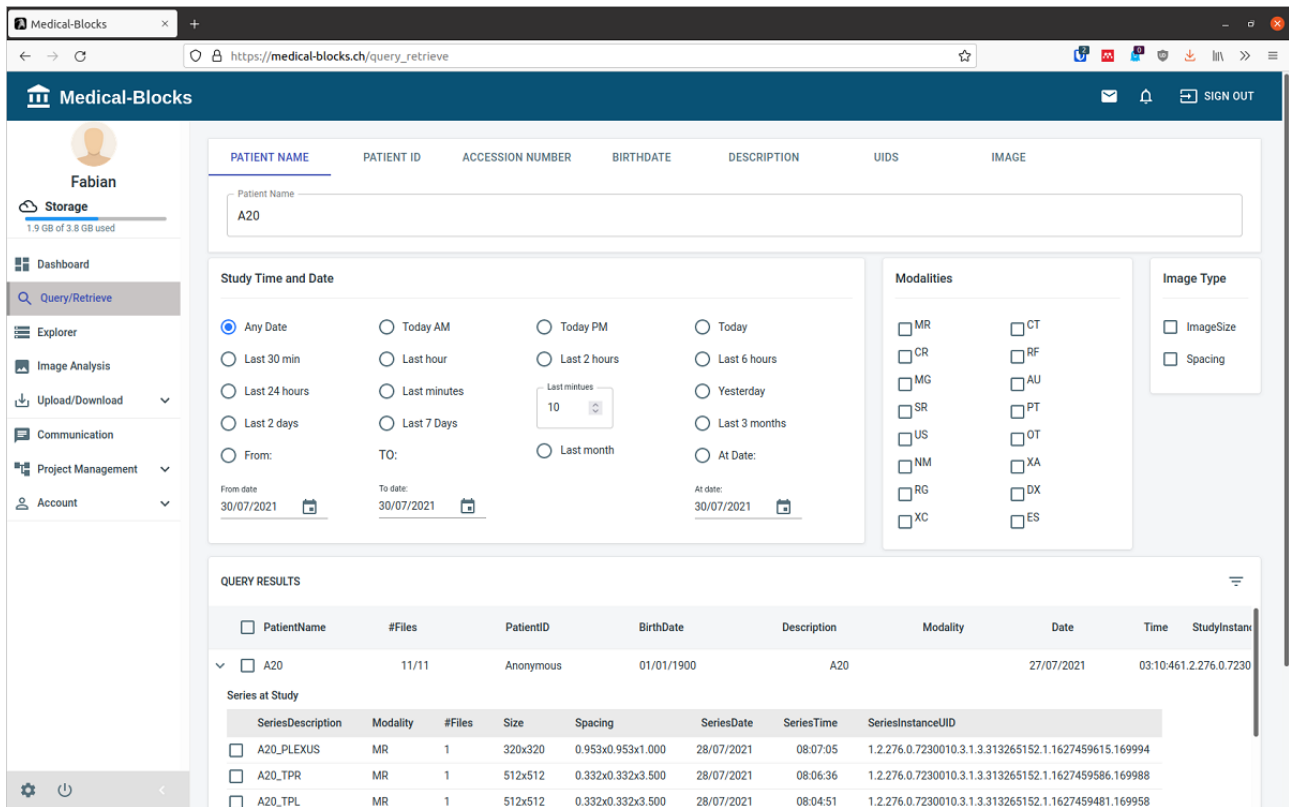 Medical-Blocks
https://medical-blocks.ch/query_retrieve
2
0
Medical-Blocks
SIGN OUT
Fabian
Storage
1.9 GB of 3.8 GB used
Dashboard
Query/Retrieve
Explorer
Image Analysis
Upload/Download
Communication
Project Management
Account
PATIENT NAME PATIENT ID ACCESSION NUMBER BIRTHDATE DESCRIPTION UIDS IMAGE
Patient Name
A20
Study Time and Date
Any Date Today AM Today PM Today
Last 30 min Last hour Last 2 hours Last 6 hours
Last 24 hours Last minutes Last mintues 10 Yesterday
Last 2 days Last 7 Days Last 3 months
From: TO: Last month At Date:
From date To date: At date:
30/07/2021 30/07/2021 30/07/2021
Modalities
MR CT
CR RF
MG AU
SR PT
US OT
NM XA
RG DX
XC ES
Image Type
ImageSize
Spacing
QUERY RESULTS
PatientName #Files PatientID BirthDate Description Modality Date Time StudyInstanc
A20 11/11 Anonymous 01/01/1900 A20 27/07/2021 03:10:461.2.276.0.7230
Series at Study
SeriesDescription Modality #Files Size Spacing SeriesDate SeriesTime SeriesInstanceUID
A20_PLEXUS MR 1 320x320 0.953x0.953x1.000 28/07/2021 08:07:05 1.2.276.0.7230010.3.1.3.313265152.1.1627459615.169994
A20_TPR MR 1 512x512 0.332x0.332x3.500 28/07/2021 08:06:36 1.2.276.0.7230010.3.1.3.313265152.1.1627459586.169988
A20_TPL MR 1 512x512 0.332x0.332x3.500 28/07/2021 08:04:51 1.2.276.0.7230010.3.1.3.313265152.1.1627459481.169958